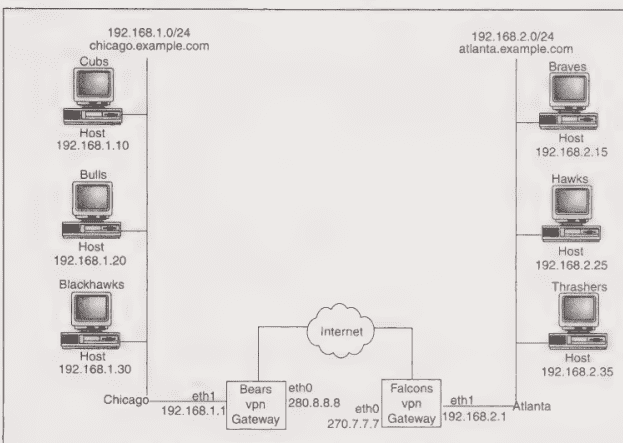 192.168.1.0/24
chicago.example.com
Cubs
Host
192.168.1.10
Bulls
Host
192.168.1.20
Blackhawks
Host
192.168.1.30
Chicago
eth1
192.168.1.1
Bears
vpn
Gateway
eth0
280.8.8.8
Internet
eth0
270.7.7.7
Falcons
vpn
Gateway
eth1
192.168.2.1
Atlanta
192.168.2.0/24
atlanta.example.com
Braves
Host
192.168.2.15
Hawks
Host
192.168.2.25
Thrashers
Host
192.168.2.35